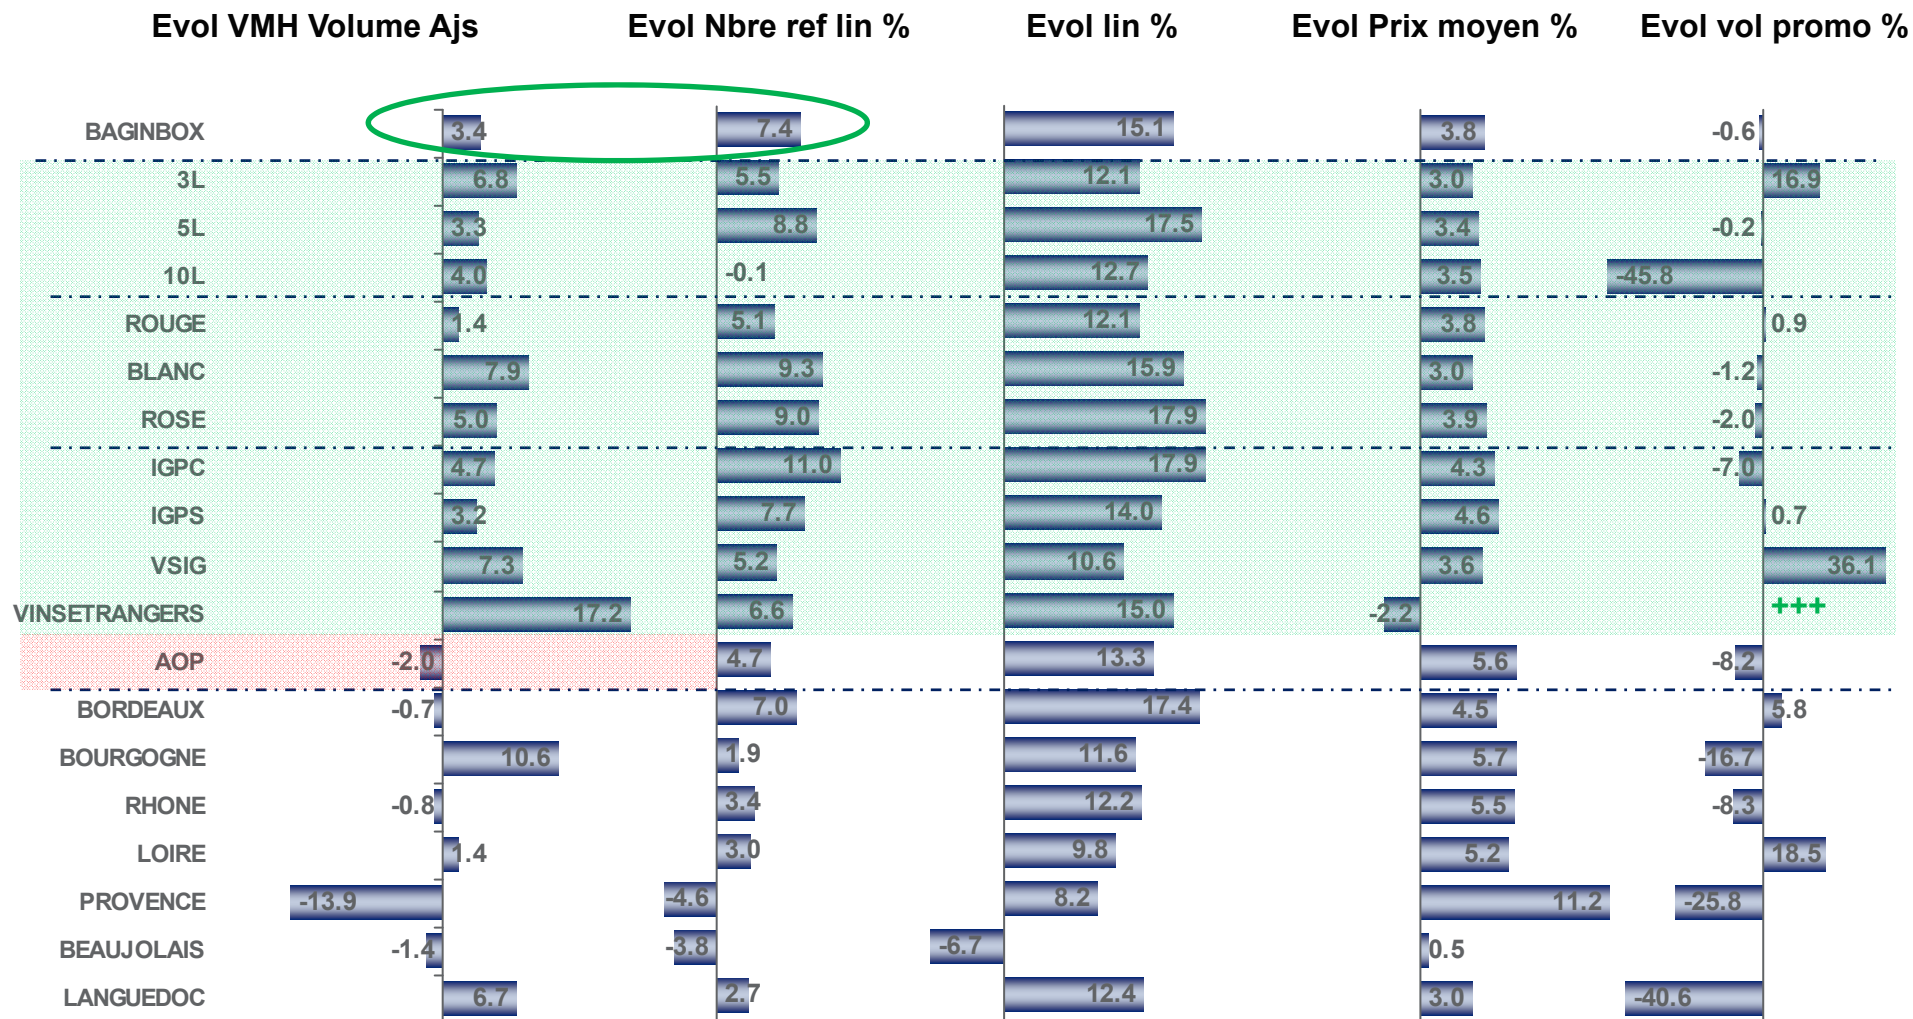 Evol VMH Volume Ajs Evol Nbre ref lin % Evol lin % Evol Prix moyen % Evol vol promo %
BAGINBOX 3.4 7.4 15.1 3.8 -0.6
3L 6.8 5.5 12.1 3.0 16.9
5L 3.3 8.8 17.5 3.4 -0.2
10L 4.0 -0.1 12.7 3.5 -45.8
ROUGE 1.4 5.1 12.1 3.8 0.9
BLANC 7.9 9.3 15.9 3.0 -1.2
ROSE 5.0 9.0 17.9 3.9 -2.0
IGPC 4.7 11.0 17.9 4.3 -7.0
IGPS 3.2 7.7 14.0 4.6 0.7
VSIG 7.3 5.2 10.6 3.6 36.1
VINSETRANGERS 17.2 6.6 15.0 -2.2 +++
AOP -2.0 4.7 13.3 5.6 -8.2
BORDEAUX -0.7 7.0 17.4 4.5 5.8
BOURGOGNE 10.6 1.9 11.6 5.7 -16.7
RHONE -0.8 3.4 12.2 5.5 -8.3
LOIRE 1.4 3.0 9.8 5.2 18.5
PROVENCE -13.9 -4.6 8.2 11.2 -25.8
BEAUJOLAIS -1.4 -3.8 -6.7 0.5
LANGUEDOC 6.7 2.7 12.4 3.0 -40.6